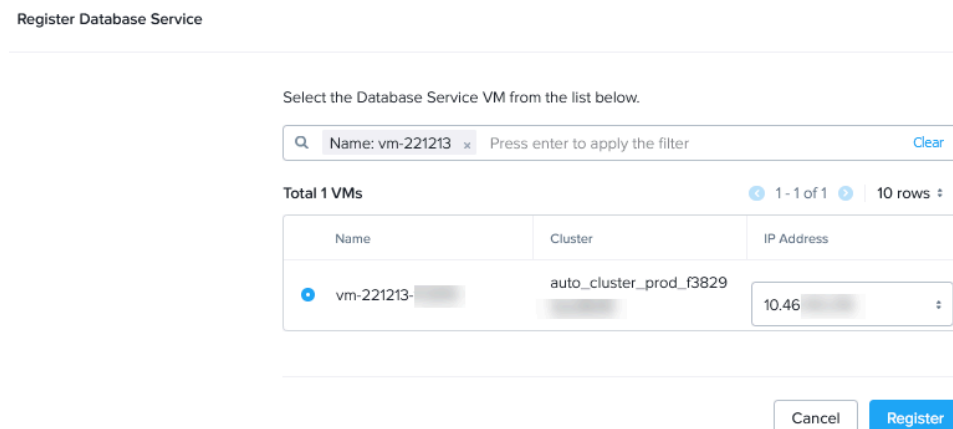 Register Database Service
Select the Database Service VM from the list below.
Name: vm-221213 × Press enter to apply the filter Clear
Total 1 VMs 1 - 1 of 1 10 rows
Name Cluster IP Address
vm-221213- auto_cluster_prod_f3829 10.46
Cancel Register